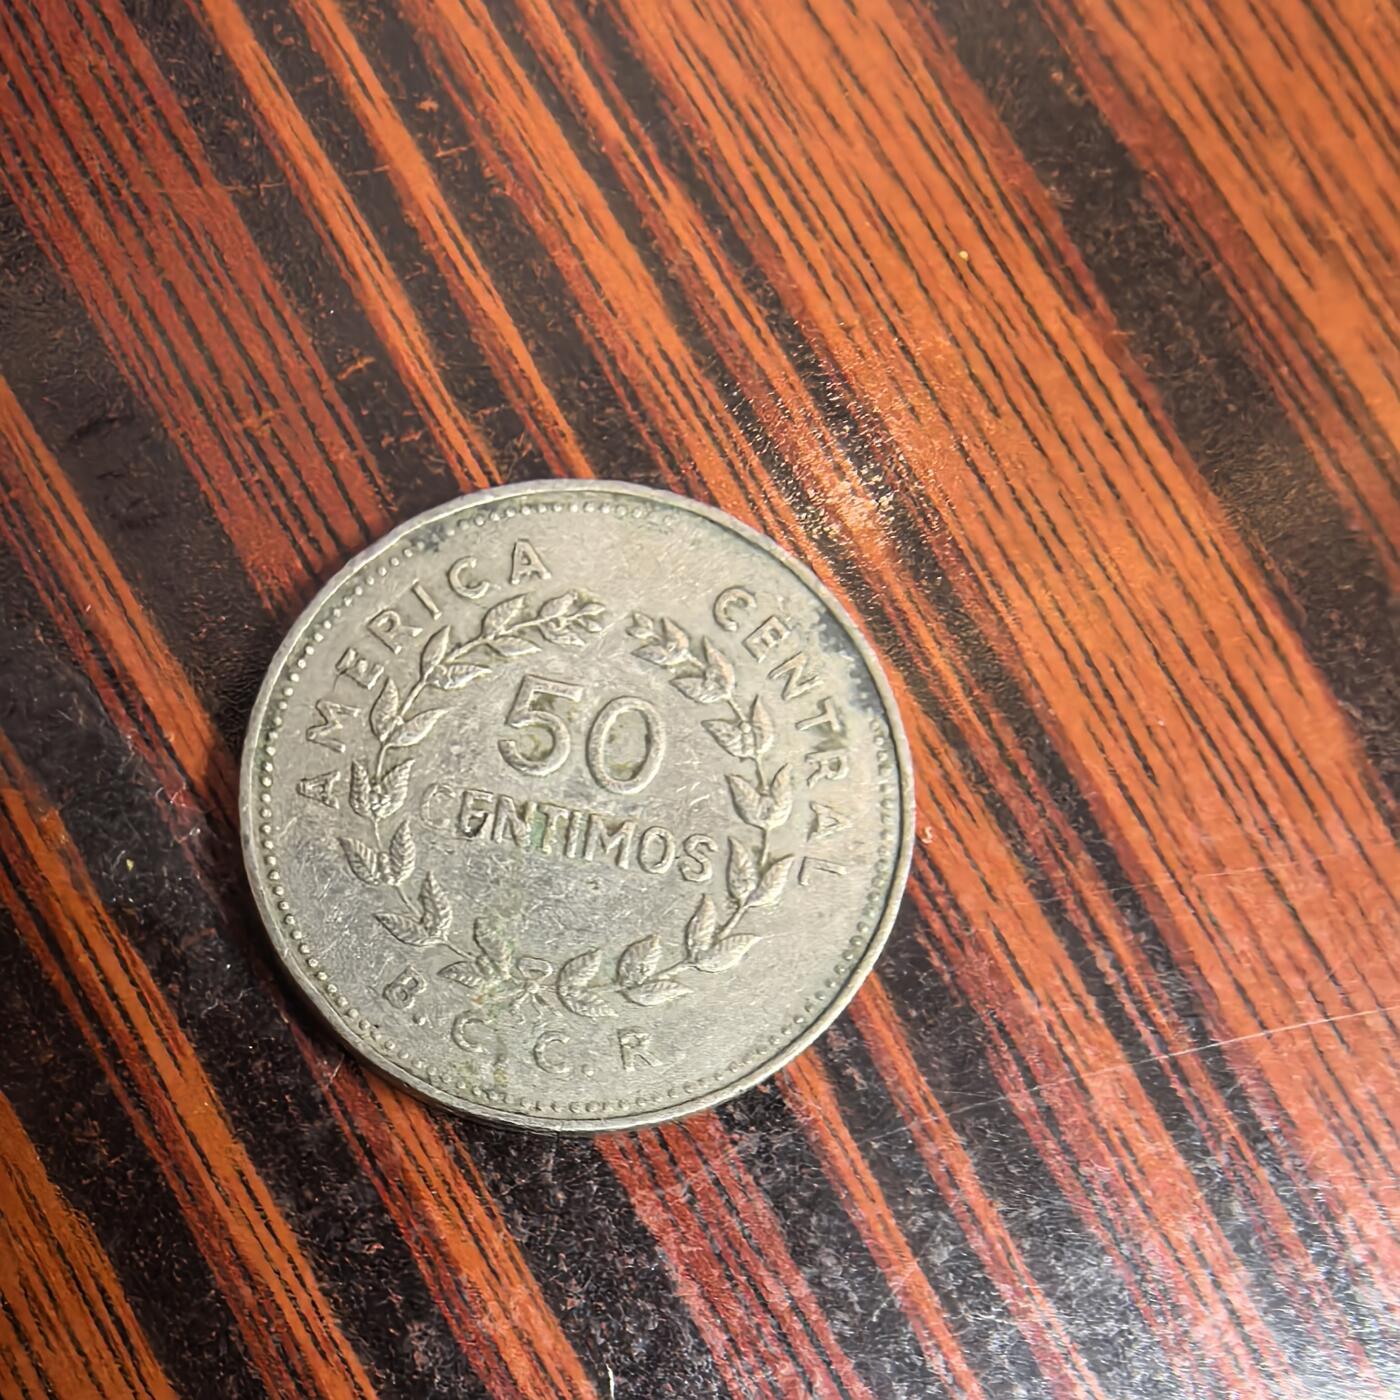 AMERICA CENTRAL
50
CENTIMOS
B.C.C.R.